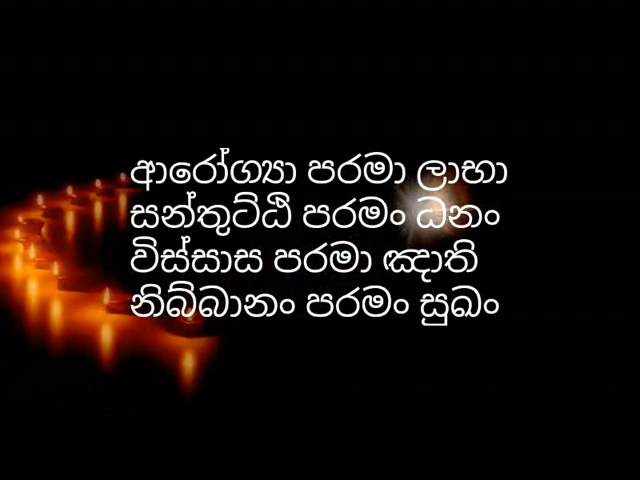 ආරෝග්‍යා පරමා ලාභා
සන්තුට්ඨි පරමං ධනං
විස්සාස පරමා ඤාති
නිබ්බානං පරමං සුඛං